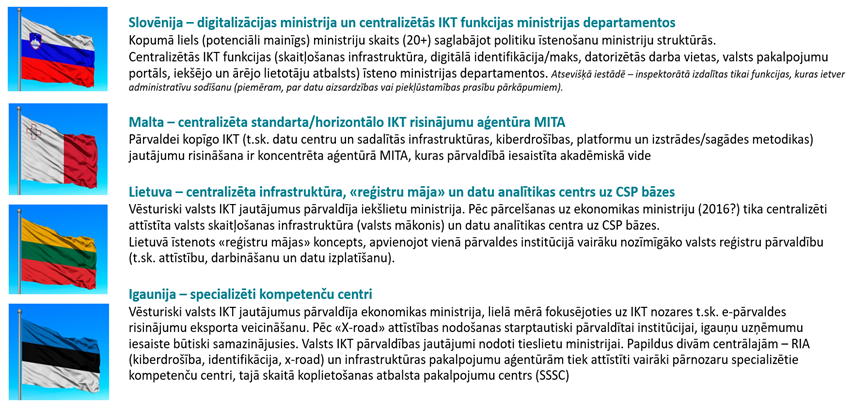 Slovēnija – digitalizācijas ministrija un centralizētās IKT funkcijas ministrijas departamentos
Kopumā liels (potenciāli mainīgs) ministriju skaits (20+) saglabājot politiku īstenošanu ministriju struktūrās.
Centralizētās IKT funkcijas (skaitļošanas infrastruktūra, digitālā identifikācija/maks, datorizētās darba vietas, valsts pakalpojumu
portāls, iekšējo un ārējo lietotāju atbalsts) īsteno ministrijas departamentos. Atsevišķā iestādē – inspektorātā izdalītas tikai funkcijas, kuras ietver
administratīvu sodīšanu (piemēram, par datu aizsardzības vai piekļūstamības prasību pārkāpumiem).
Malta – centralizēta standarta/horizontālo IKT risinājumu aģentūra MITA
Pārvaldei kopīgo IKT (t.sk. datu centru un sadalītās infrastruktūras, kiberdrošības, platformu un izstrādes/sagādes metodikas)
jautājumu risināšana ir koncentrēta aģentūrā MITA, kuras pārvaldībā iesaistīta akadēmiskā vide
Lietuva – centralizēta infrastruktūra, «reģistru māja» un datu analītikas centrs uz CSP bāzes
Vēsturiski valsts IKT jautājumus pārvaldīja iekšlietu ministrija. Pēc pārcelšanas uz ekonomikas ministriju (2016?) tika centralizēti
attīstīta valsts skaitļošanas infrastruktūra (valsts mākonis) un datu analītikas centra uz CSP bāzes.
Lietuvā īstenots «reģistru mājas» koncepts, apvienojot vienā pārvaldes institūcijā vairāku nozīmīgāko valsts reģistru pārvaldību
(t.sk. attīstību, darbināšanu un datu izplatīšanu).
Igaunija – specializēti kompetenču centri
Vēsturiski valsts IKT jautājumus pārvaldīja ekonomikas ministrija, lielā mērā fokusējoties uz IKT nozares t.sk. e-pārvaldes
risinājumu eksporta veicināšanu. Pēc «X-road» attīstības nodošanas starptautiski pārvaldītai institūcijai, igauņu uzņēmumu
iesaiste būtiski samazinājusies. Valsts IKT pārvaldības jautājumi nodoti tieslietu ministrijai. Papildus divām centrālajām – RIA
(kiberdrošība, identifikācija, x-road) un infrastruktūras pakalpojumu aģentūrām tiek attīstīti vairāki pārnozaru specializētie
kompetenču centri, tajā skaitā koplietošanas atbalsta pakalpojumu centrs (SSSC)